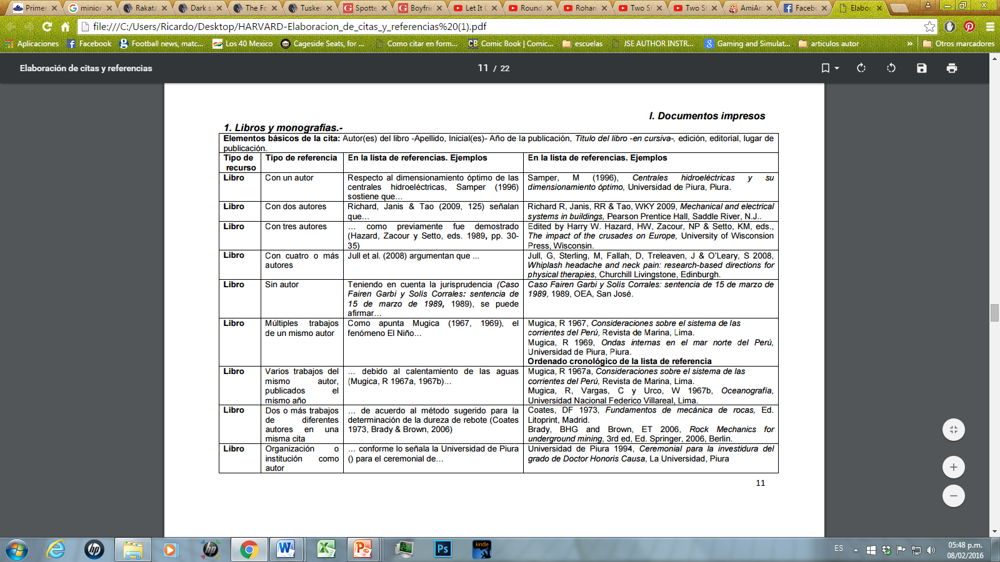 Primer
minion
Rakata
Dark s
The Fo
Tusken
Spotte
Boyfrie
Let It G
Round
Rohan
Two St
Two St
AmiAm
Facebo
Elabor
file:///C:/Users/Ricardo/Desktop/HARVARD-Elaboracion_de_citas_y_referencias%20(1).pdf
Aplicaciones
Facebook
Football news, matc...
Los 40 Mexico
Cageside Seats, for ...
Como citar en form...
Comic Book | Comic...
escuelas
JSE AUTHOR INSTR...
Gaming and Simulat...
articulos autor
»
Otros marcadores
Elaboración de citas y referencias
11 / 22
I. Documentos impresos
1. Libros y monografías.-
Elementos básicos de la cita: Autor(es) del libro -Apellido, Inicial(es)- Año de la publicación, Titulo del libro -en cursiva-, edición, editorial, lugar de
publicación.
Tipo de
recurso
Tipo de referencia
En la lista de referencias. Ejemplos
En la lista de referencias. Ejemplos
Libro
Con un autor
Respecto al dimensionamiento óptimo de las
centrales hidroeléctricas, Samper (1996)
sostiene que…
Samper, M (1996), Centrales hidroeléctricas y su
dimensionamiento óptimo, Universidad de Piura, Piura.
Libro
Con dos autores
Richard, Janis & Tao (2009, 125) señalan
que…
Richard R, Janis, RR & Tao, WKY 2009, Mechanical and electrical
systems in buildings, Pearson Prentice Hall, Saddle River, N.J..
Libro
Con tres autores
… como previamente fue demostrado
(Hazard, Zacour y Setto, eds. 1989, pp. 30-
35)
Edited by Harry W. Hazard, HW, Zacour, NP & Setto, KM, eds.,
The impact of the crusades on Europe, University of Wisconsion
Press, Wisconsin.
Libro
Con cuatro o más
autores
Jull et al. (2008) argumentan que ...
Jull, G, Sterling, M, Fallah, D, Treleaven, J & O'Leary, S 2008,
Whiplash headache and neck pain: research-based directions for
physical therapies, Churchill Livingstone, Edinburgh.
Libro
Sin autor
Teniendo en cuenta la jurisprudencia (Caso
Fairen Garbi y Solis Corrales: sentencia de
15 de marzo de 1989, 1989), se puede
afirmar…
Caso Fairen Garbi y Solís Corrales: sentencia de 15 de marzo de
1989, 1989, OEA, San José.
Libro
Múltiples trabajos
de un mismo autor
Como apunta Mugica (1967, 1969), el
fenómeno El Niño…
Mugica, R 1967, Consideraciones sobre el sistema de las
corrientes del Perú, Revista de Marina, Lima.
Mugica, R 1969, Ondas internas en el mar norte del Perú,
Universidad de Piura, Piura.
Ordenado cronológico de la lista de referencia
Libro
Varios trabajos del
mismo autor,
publicados el
mismo año
… debido al calentamiento de las aguas
(Mugica, R 1967a, 1967b)…
Mugica, R 1967a, Consideraciones sobre el sistema de las
corrientes del Perú, Revista de Marina, Lima.
Mugica, R, Vargas, C y Urco, W 1967b, Oceanografía,
Universidad Nacional Federico Villareal, Lima.
Libro
Dos o más trabajos
de diferentes
autores en una
misma cita
… de acuerdo al método sugerido para la
determinación de la dureza de rebote (Coates
1973, Brady & Brown, 2006)
Coates, DF 1973, Fundamentos de mecánica de rocas, Ed.
Litoprint, Madrid.
Brady, BHG and Brown, ET 2006, Rock Mechanics for
underground mining, 3rd ed, Ed. Springer, 2006, Berlin.
Libro
Organización o
institución como
autor
… conforme lo señala la Universidad de Piura
() para el ceremonial de…
Universidad de Piura 1994, Ceremonial para la investidura del
grado de Doctor Honoris Causa, La Universidad, Piura
11
hp
hp
Ps
kindle
ES
05:48 p.m.
08/02/2016